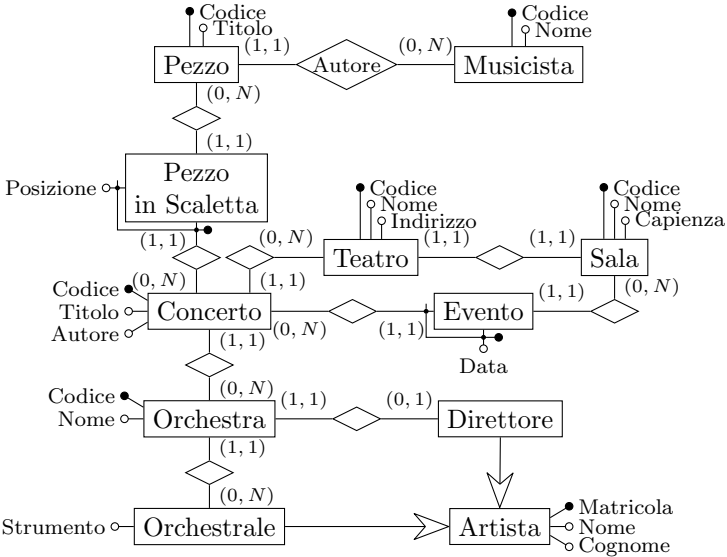 Codice
Titolo
Codice
Nome
(1, 1)
(0, N)
Pezzo
Autore
Musicista
(0, N)
(1, 1)
Pezzo
in Scaletta
Posizione
Codice
Nome
Indirizzo
Codice
Nome
Capienza
(1, 1)
(0, N)
(1, 1)
(1, 1)
Teatro
Sala
(0, N)
(1, 1)
(1, 1)
(0, N)
Codice
Titolo
Autore
Concerto
(0, N)
(1, 1)
Evento
(1, 1)
Data
(0, N)
Codice
Nome
(1, 1)
(0, 1)
Orchestra
Direttore
(1, 1)
(0, N)
Strumento
Orchestrale
Artista
Matricola
Nome
Cognome